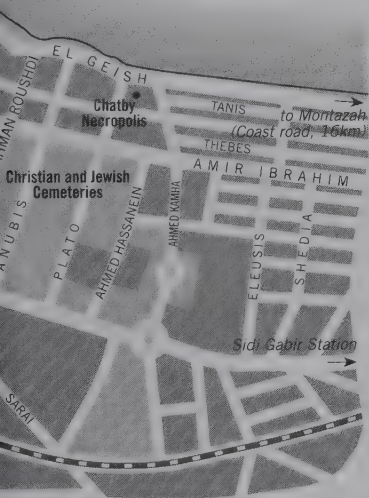 EL GEISH
Chatby
Necropolis
TANIS
to Montazah
(Coast road, 16km)
THEBES
AMIR IBRAHIM
ROUSHDI
Christian and Jewish
Cemeteries
ANUBIS
PLATO
AHMED HASSANEIN
AHMED KAMHA
ELEUSIS
SHEDIA
Sidi Gabir Station
SARAI